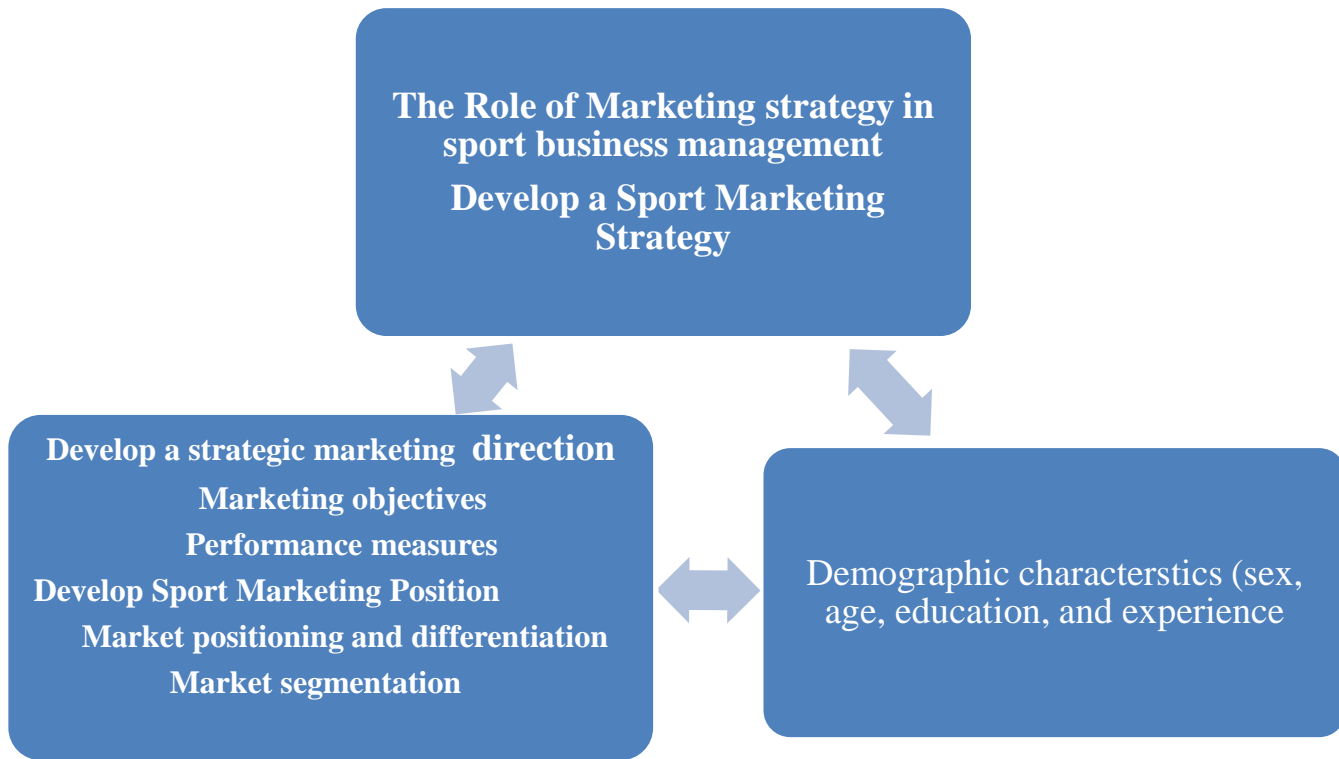 The Role of Marketing strategy in
sport business management
Develop a Sport Marketing
Strategy
Develop a strategic marketing direction
Marketing objectives
Performance measures
Develop Sport Marketing Position
Market positioning and differentiation
Market segmentation
Demographic characterstics (sex,
age, education, and experience